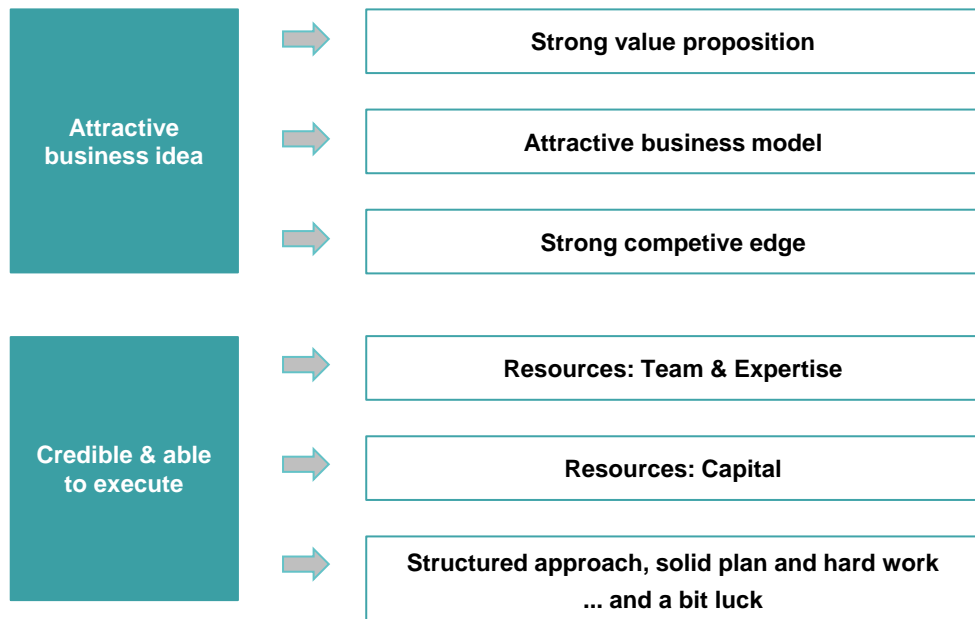 Attractive
business idea
Strong value proposition
Attractive business model
Strong competive edge
Credible & able
to execute
Resources: Team & Expertise
Resources: Capital
Structured approach, solid plan and hard work
... and a bit luck